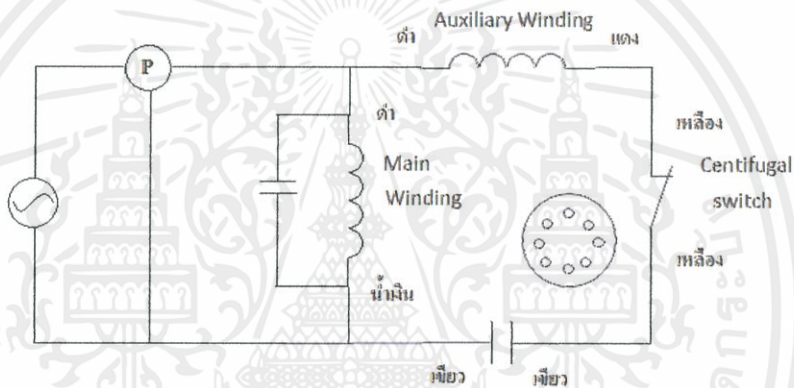 ดำ
Auxiliary Winding
แดง
P
ดำ
เหลือง
Main
Winding
Centifugal
switch
เหลือง
น้ำเงิน
เขียว
เขียว